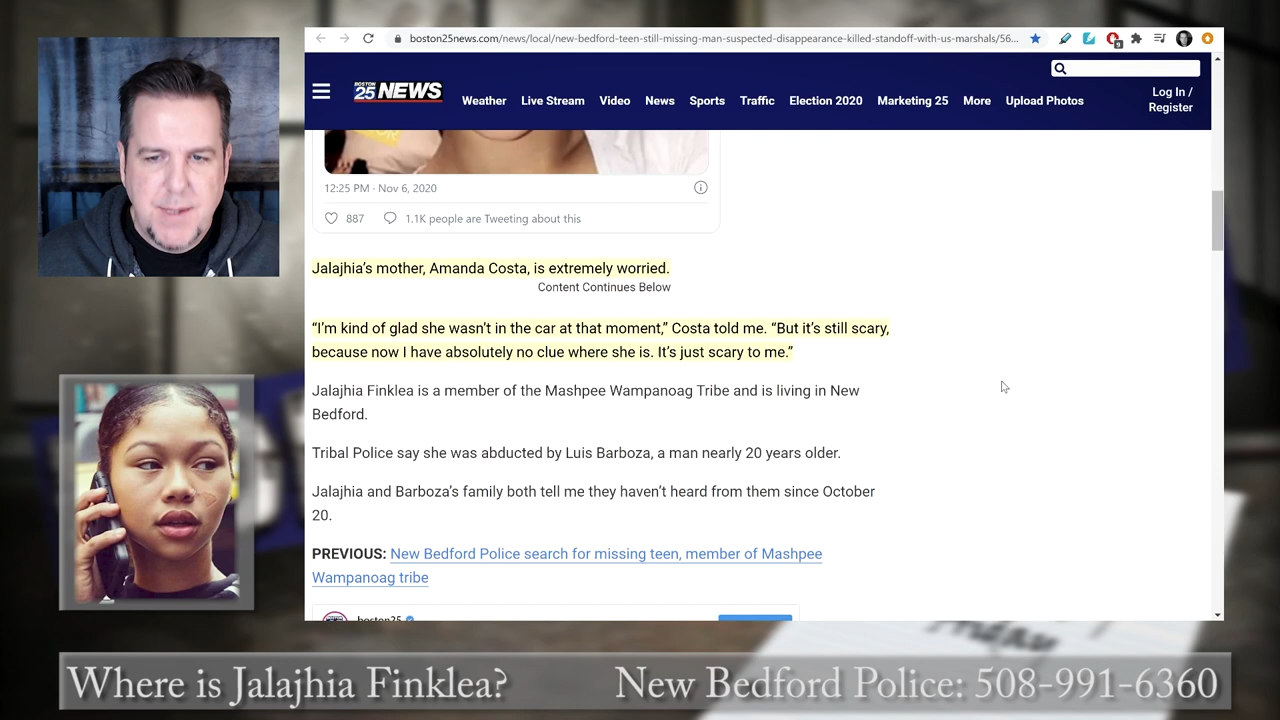 boston25news.com/news/local/new-bedford-teen-still-missing-man-suspected-disappearance-killed-standoff-with-us-marshals/56...
9
BOSTON
25 NEWS
Weather Live Stream Video News Sports Traffic Election 2020 Marketing 25 More Upload Photos
Log In /
Register
12:25 PM · Nov 6, 2020
887 1.1K people are Tweeting about this
Jalajhia’s mother, Amanda Costa, is extremely worried.
Content Continues Below
“I’m kind of glad she wasn’t in the car at that moment,” Costa told me. “But it’s still scary,
because now I have absolutely no clue where she is. It’s just scary to me.”
Jalajhia Finklea is a member of the Mashpee Wampanoag Tribe and is living in New
Bedford.
Tribal Police say she was abducted by Luis Barboza, a man nearly 20 years older.
Jalajhia and Barboza’s family both tell me they haven’t heard from them since October
20.
PREVIOUS: New Bedford Police search for missing teen, member of Mashpee
Wampanoag tribe
boston25
Where is Jalajhia Finklea? New Bedford Police: 508-991-6360